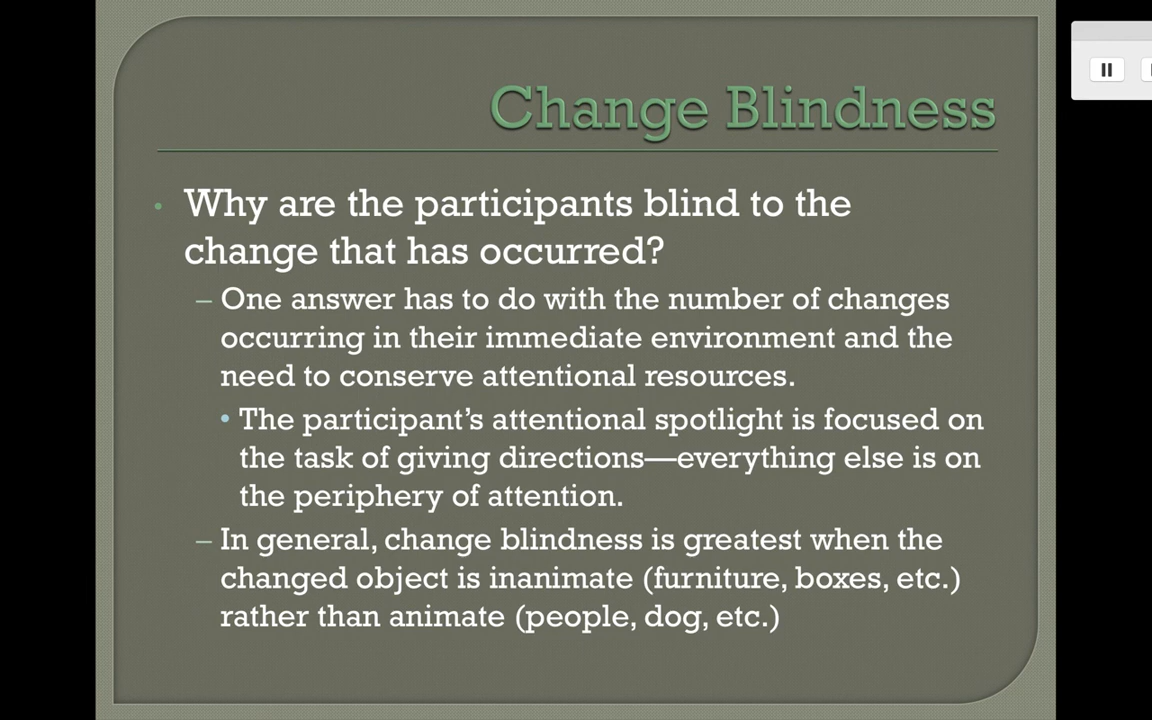 Change Blindness
• Why are the participants blind to the
change that has occurred?
– One answer has to do with the number of changes
occurring in their immediate environment and the
need to conserve attentional resources.
• The participant’s attentional spotlight is focused on
the task of giving directions—everything else is on
the periphery of attention.
– In general, change blindness is greatest when the
changed object is inanimate (furniture, boxes, etc.)
rather than animate (people, dog, etc.)